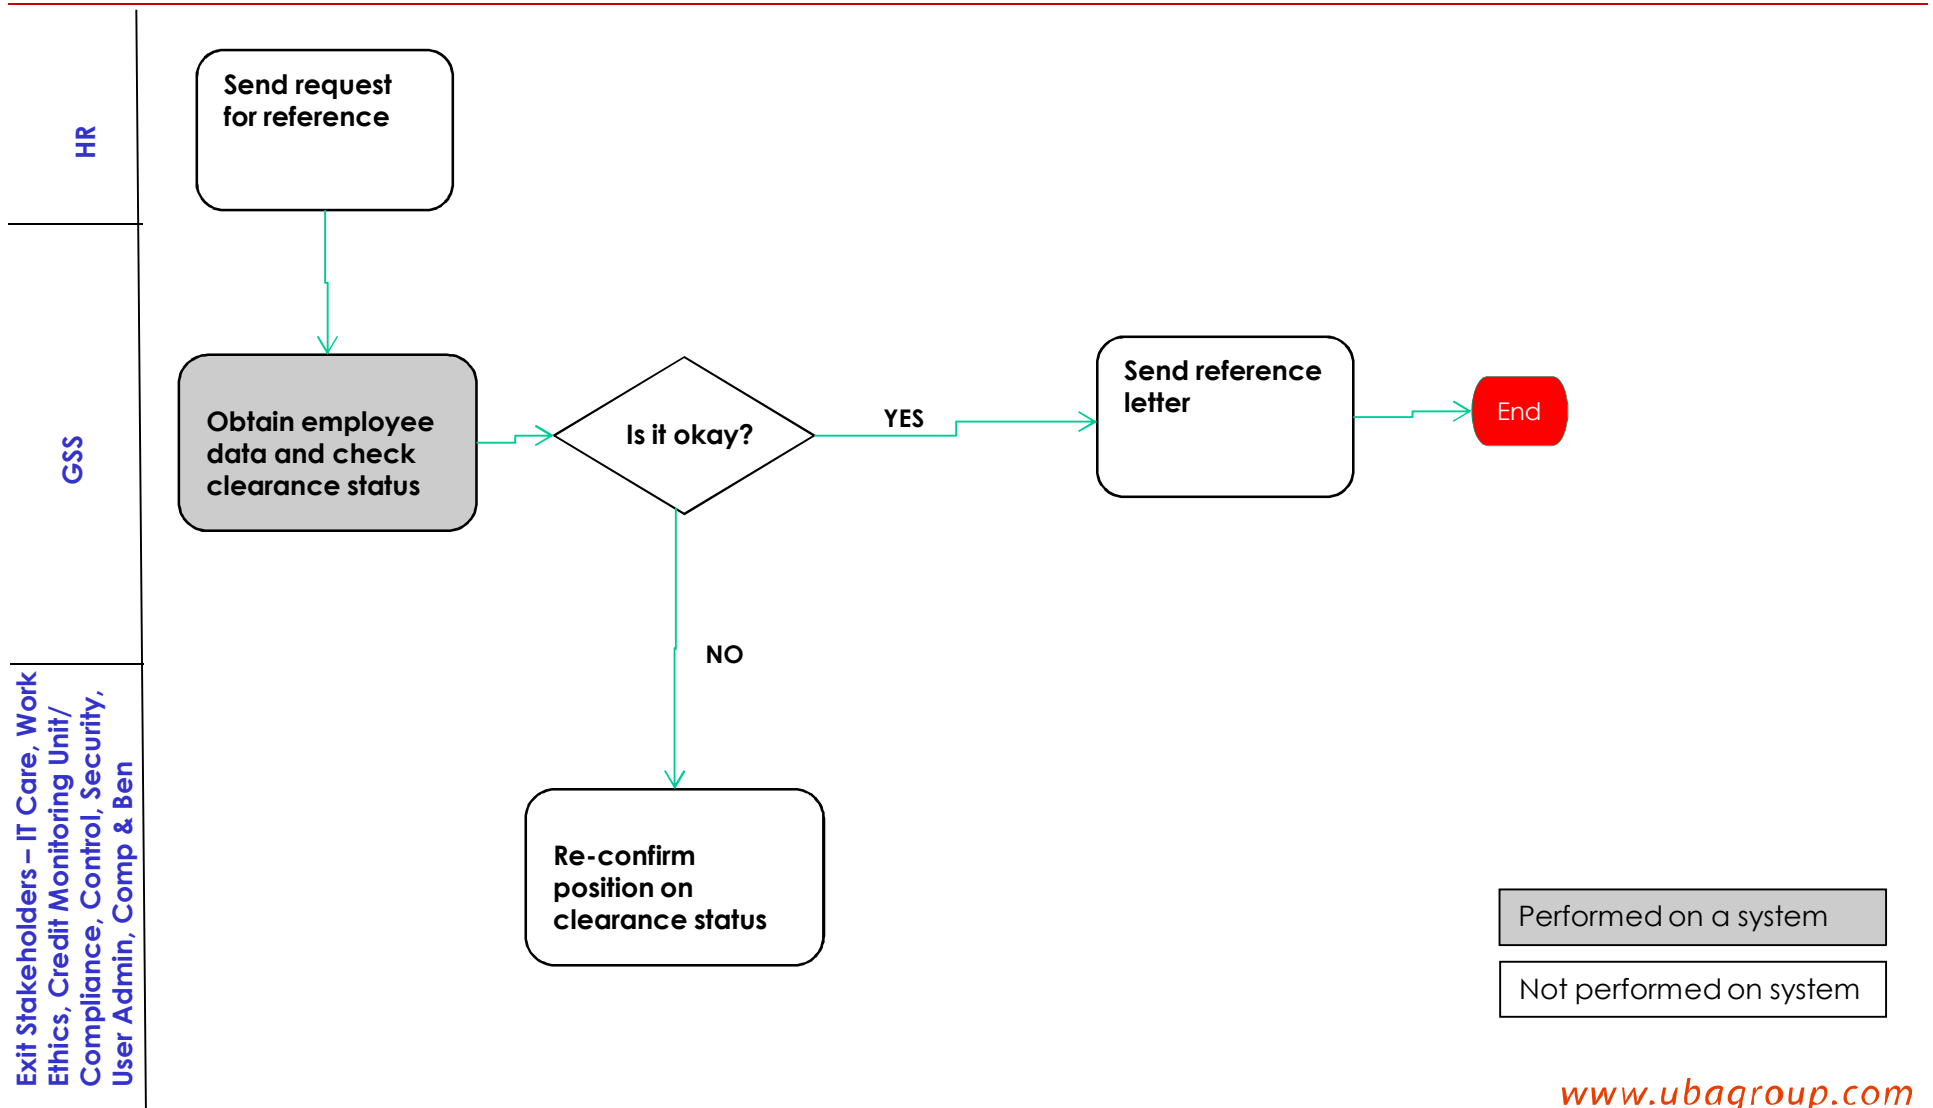 HR
Send request
for reference
GSS
Obtain employee
data and check
clearance status
Is it okay?
YES
Send reference
letter
End
NO
Exit Stakeholders – IT Care, Work
Ethics, Credit Monitoring Unit/
Compliance, Control, Security,
User Admin, Comp & Ben
Re-confirm
position on
clearance status
Performed on a system
Not performed on system
www.ubagroup.com